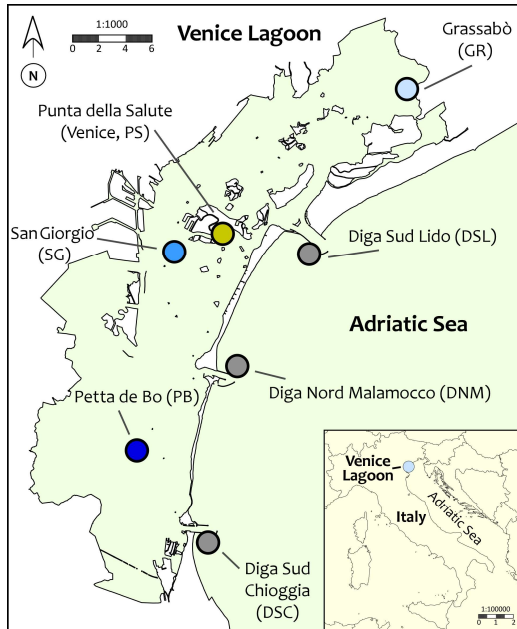 1:1000
0 2 4 6
N
Venice Lagoon
Grassabò
(GR)
Punta della Salute
(Venice, PS)
San Giorgio
(SG)
Diga Sud Lido (DSL)
Adriatic Sea
Petta de Bo (PB)
Diga Nord Malamocco (DNM)
Diga Sud
Chioggia
(DSC)
Venice
Lagoon
Adriatic Sea
Italy
1:100000
0 1 2